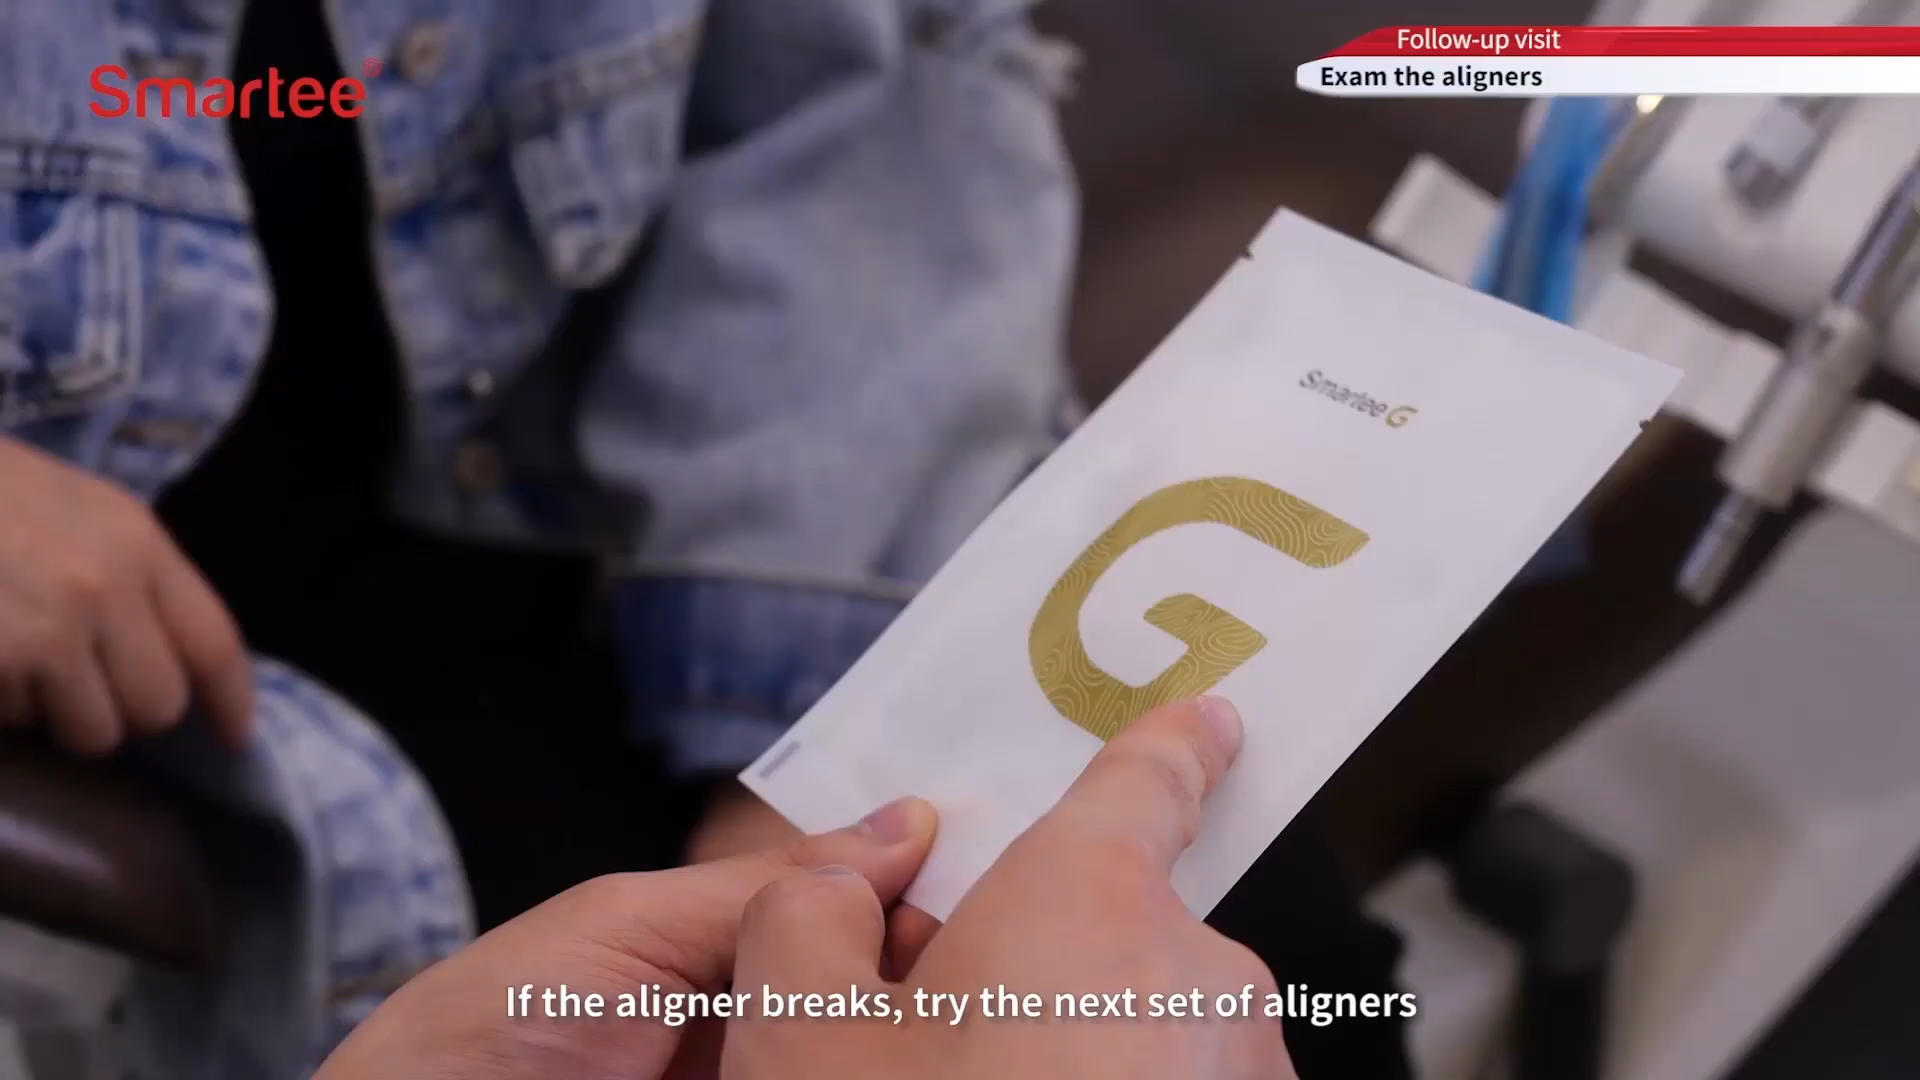 Smartee®
Follow-up visit
Exam the aligners
Smartee G
G
If the aligner breaks, try the next set of aligners